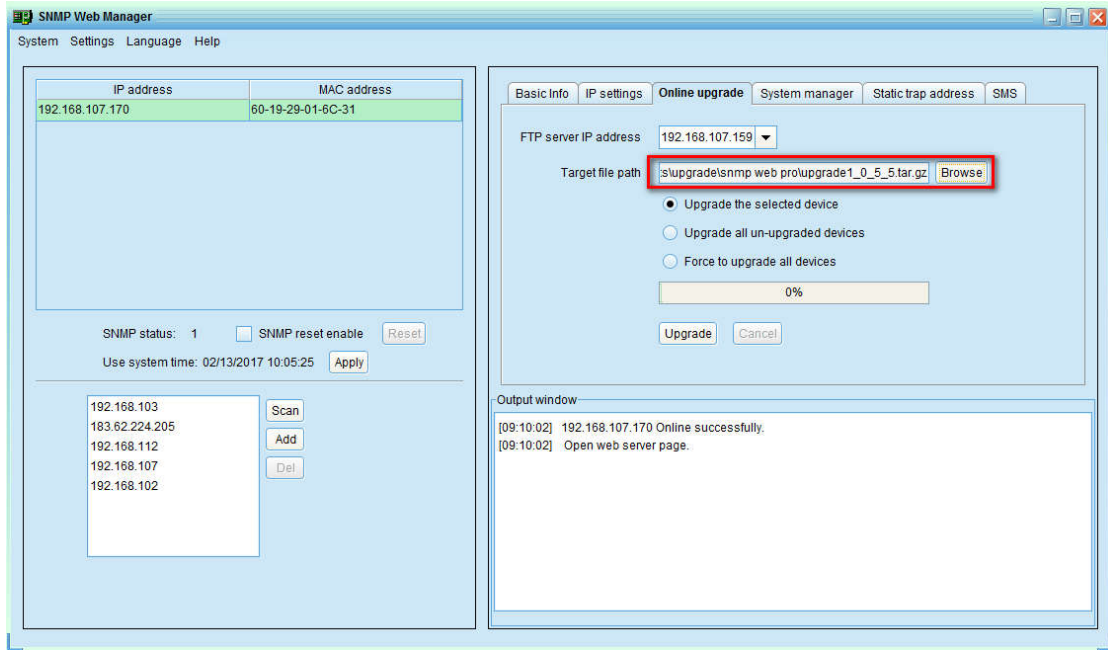 SNMP Web Manager
System Settings Language Help
IP address MAC address
192.168.107.170 60-19-29-01-6C-31
SNMP status: 1 SNMP reset enable Reset
Use system time: 02/13/2017 10:05:25 Apply
192.168.103
183.62.224.205
192.168.112
192.168.107
192.168.102
Scan
Add
Del
Basic Info IP settings Online upgrade System manager Static trap address SMS
FTP server IP address 192.168.107.159
Target file path :s\upgrade\snmp web pro\upgrade1_0_5_5.tar.gz Browse
Upgrade the selected device
Upgrade all un-upgraded devices
Force to upgrade all devices
0%
Upgrade Cancel
Output window
[09:10:02] 192.168.107.170 Online successfully.
[09:10:02] Open web server page.